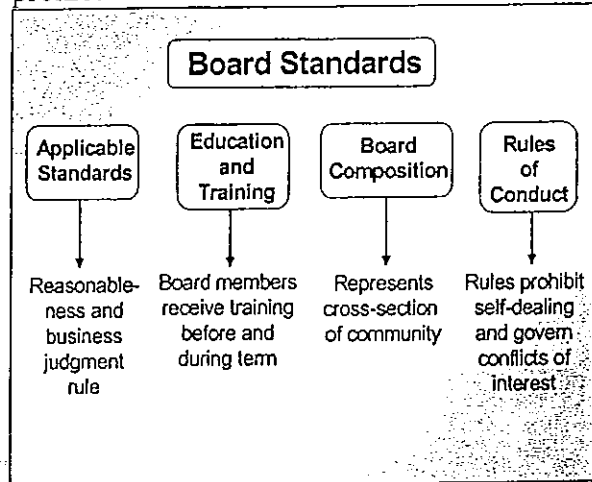 Board Standards
Applicable
Standards
Education
and
Training
Board
Composition
Rules
of
Conduct
Reasonable-
ness and
business
judgment
rule
Board members
receive training
before and
during term
Represents
cross-section
of community
Rules prohibit
self-dealing
and govern
conflicts of
interest